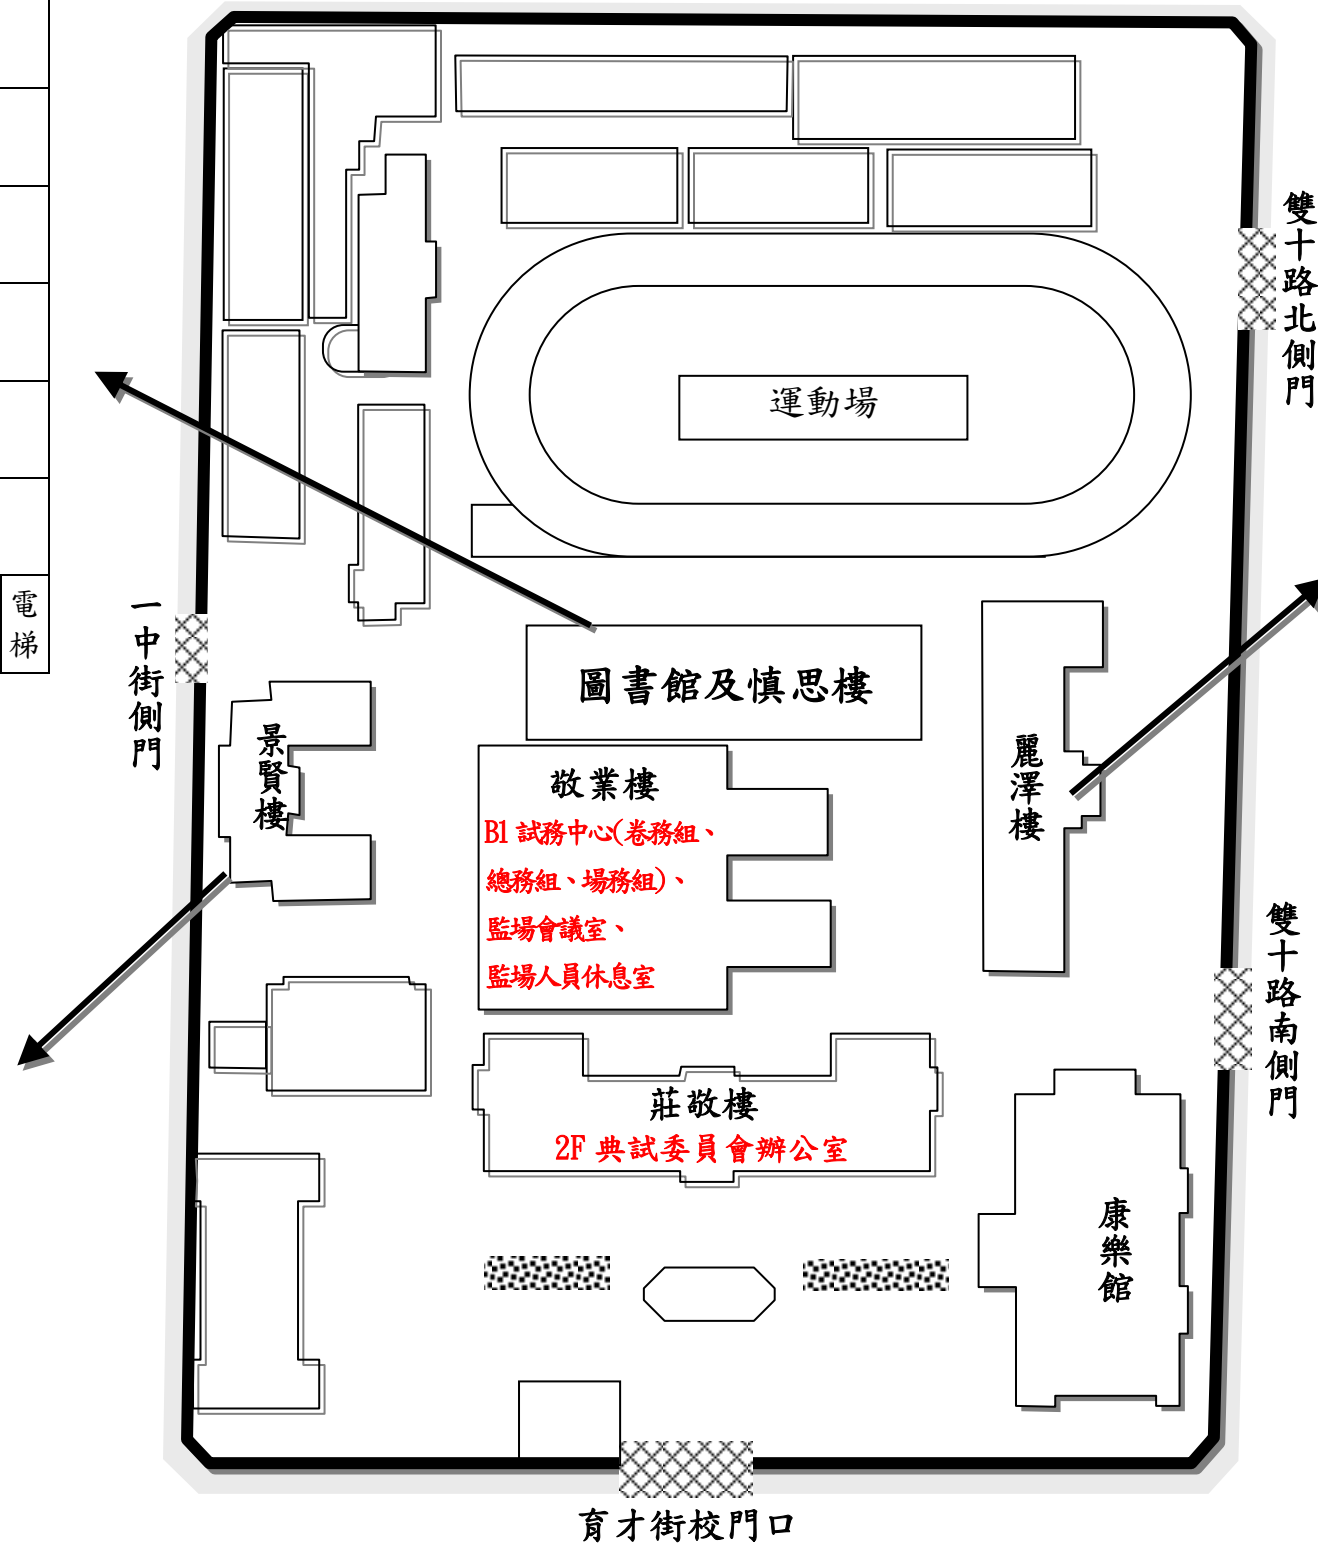 雙十路北側門
運動場
電梯
一中街側門
圖書館及慎思樓
景賢樓
麗澤樓
敬業樓
B1 試務中心(卷務組、
總務組、場務組)、
監場會議室、
監場人員休息室
雙十路南側門
莊敬樓
2F 典試委員會辦公室
康樂館
育才街校門口